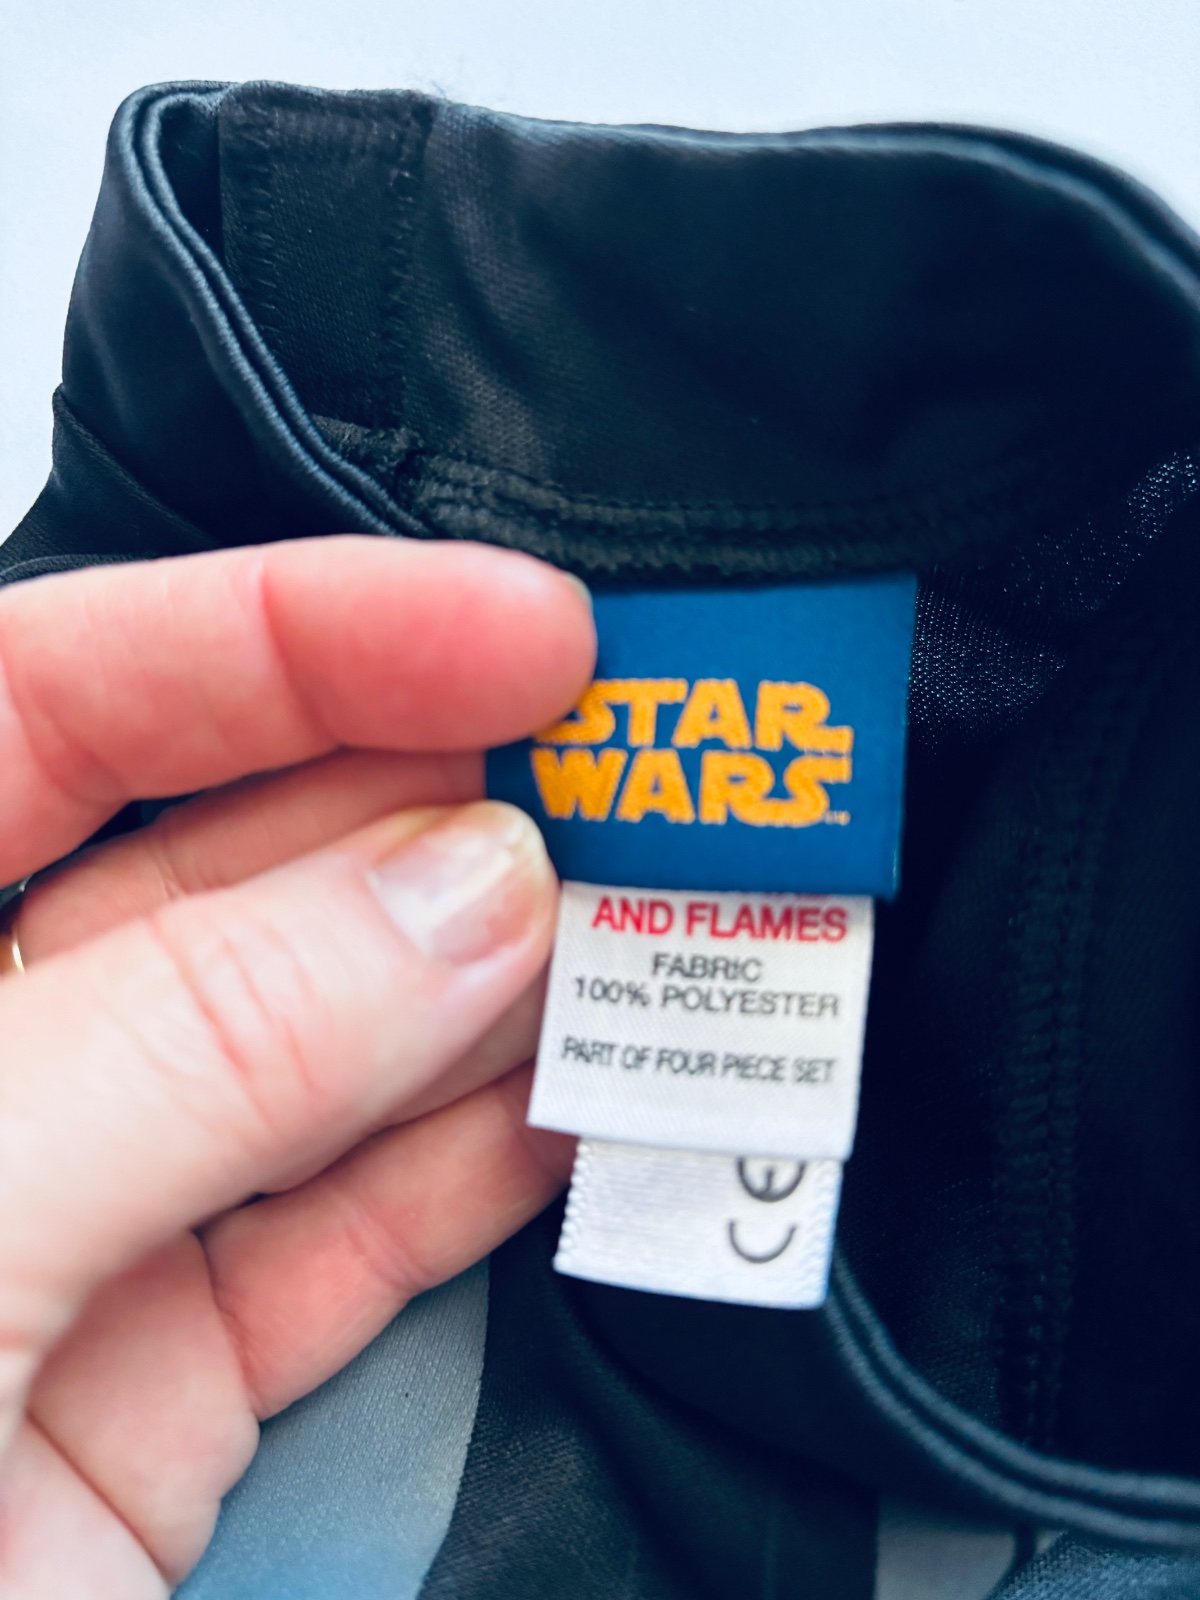 STAR
WARS
AND FLAMES
FABRIC
100% POLYESTER
PART OF FOUR PIECE SET